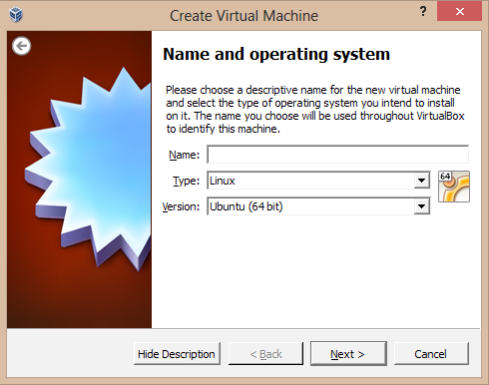 Create Virtual Machine
?
Name and operating system
Please choose a descriptive name for the new virtual machine
and select the type of operating system you intend to install
on it. The name you choose will be used throughout VirtualBox
to identify this machine.
Name:
Type: Linux
64
Version: Ubuntu (64 bit)
Hide Description < Back Next > Cancel